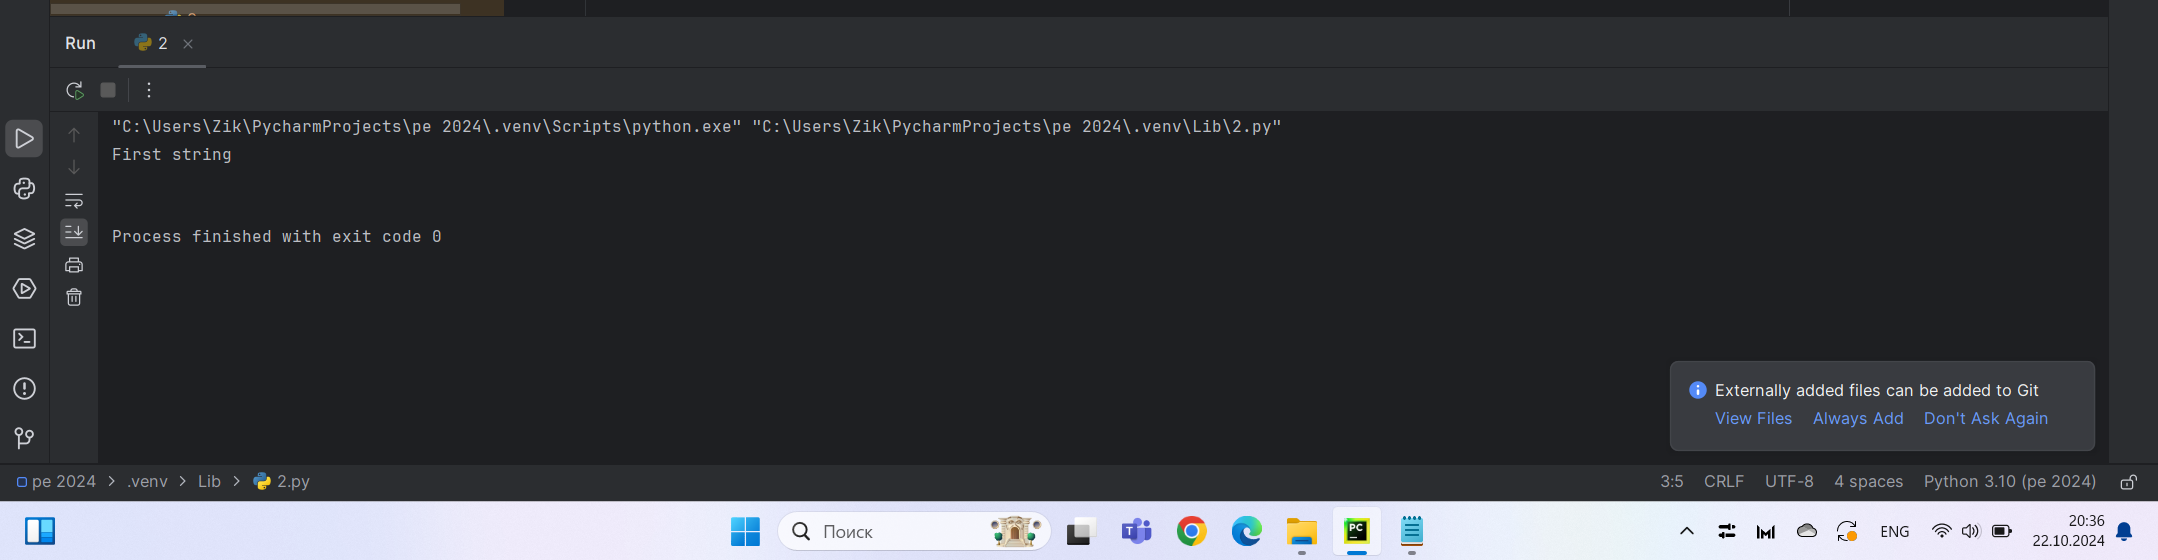 Run 2
"C:\Users\Zik\PycharmProjects\pe 2024\.venv\Scripts\python.exe" "C:\Users\Zik\PycharmProjects\pe 2024\.venv\Lib\2.py"
First string
Process finished with exit code 0
Externally added files can be added to Git
View Files Always Add Don't Ask Again
pe 2024 > .venv > Lib > 2.py 3:5 CRLF UTF-8 4 spaces Python 3.10 (pe 2024)
Поиск PC ENG 20:36
22.10.2024